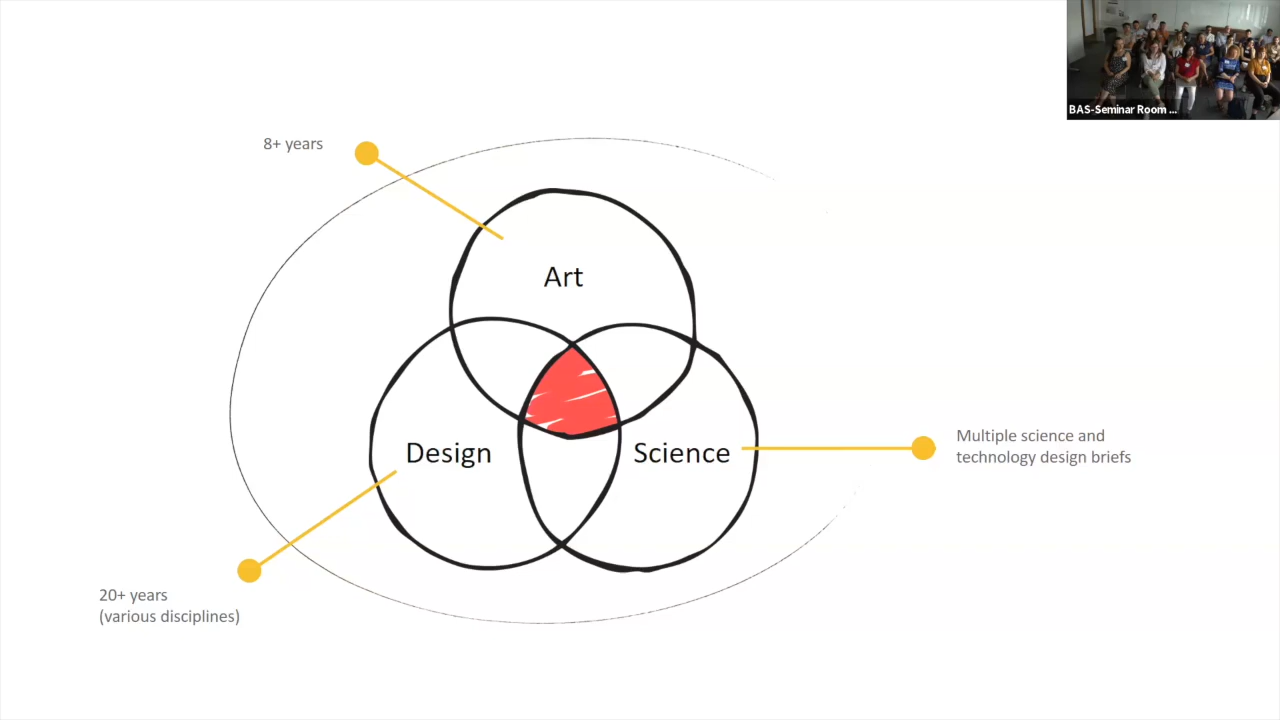 BAS-Seminar Room ...
8+ years
Art
Design
Science
Multiple science and
technology design briefs
20+ years
(various disciplines)